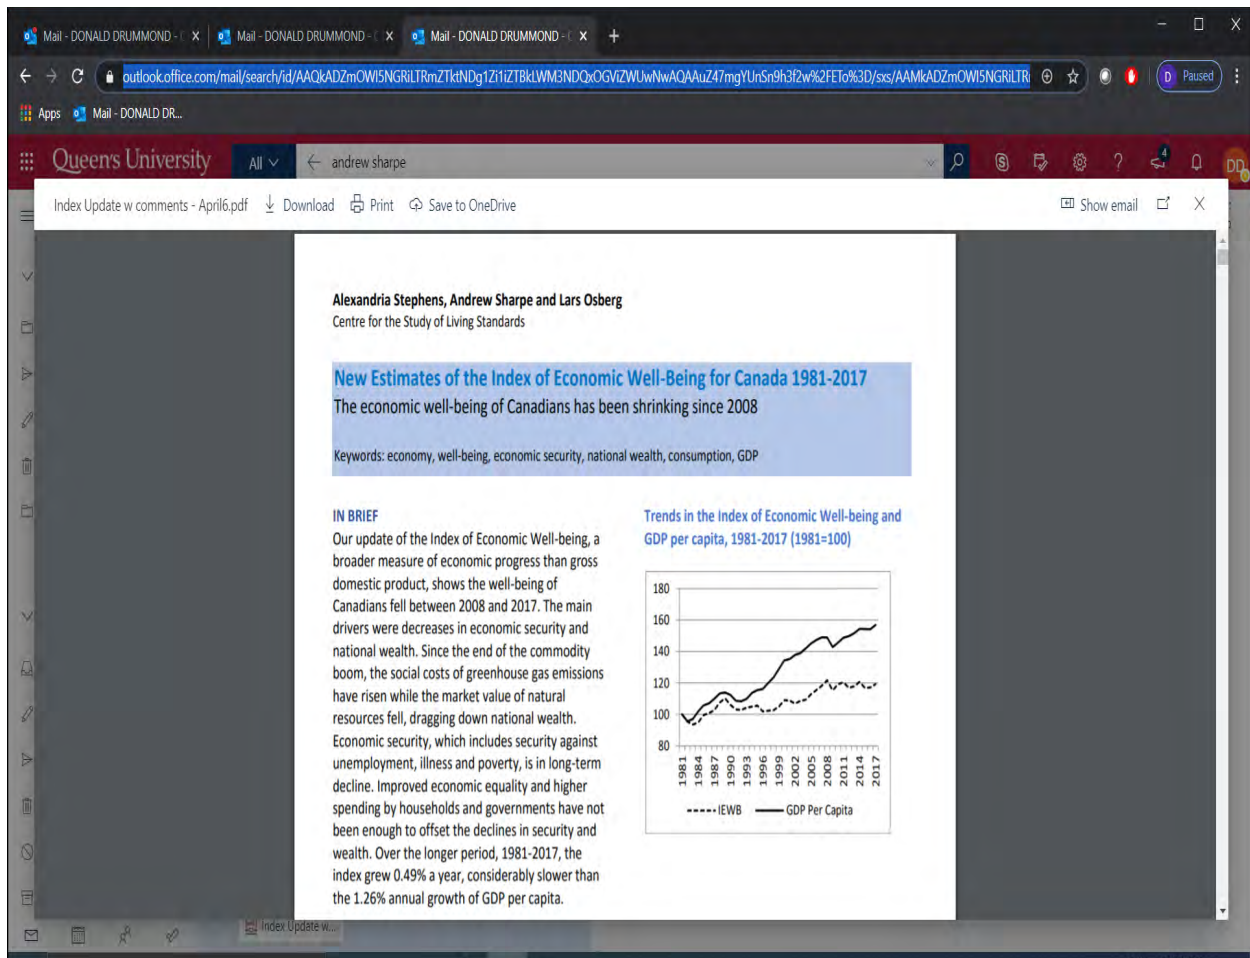 Mail - DONALD DRUMMOND - 
Mail - DONALD DRUMMOND - 
Mail - DONALD DRUMMOND - 
Paused
Apps
Mail - DONALD DR...
Queen's University
All
andrew sharpe
4
DD
Index Update w comments - April6.pdf
Download
Print
Save to OneDrive
Show email
Alexandria Stephens, Andrew Sharpe and Lars Osberg
Centre for the Study of Living Standards
New Estimates of the Index of Economic Well-Being for Canada 1981-2017
The economic well-being of Canadians has been shrinking since 2008
Keywords: economy, well-being, economic security, national wealth, consumption, GDP
IN BRIEF
Our update of the Index of Economic Well-being, a
broader measure of economic progress than gross
domestic product, shows the well-being of
Canadians fell between 2008 and 2017. The main
drivers were decreases in economic security and
national wealth. Since the end of the commodity
boom, the social costs of greenhouse gas emissions
have risen while the market value of natural
resources fell, dragging down national wealth.
Economic security, which includes security against
unemployment, illness and poverty, is in long-term
decline. Improved economic equality and higher
spending by households and governments have not
been enough to offset the declines in security and
wealth. Over the longer period, 1981-2017, the
index grew 0.49% a year, considerably slower than
the 1.26% annual growth of GDP per capita.
Trends in the Index of Economic Well-being and
GDP per capita, 1981-2017 (1981=100)
180
160
140
120
100
80
1981
1984
1987
1990
1993
1996
1999
2002
2005
2008
2011
2014
2017
IEWB
GDP Per Capita
Index Update w...